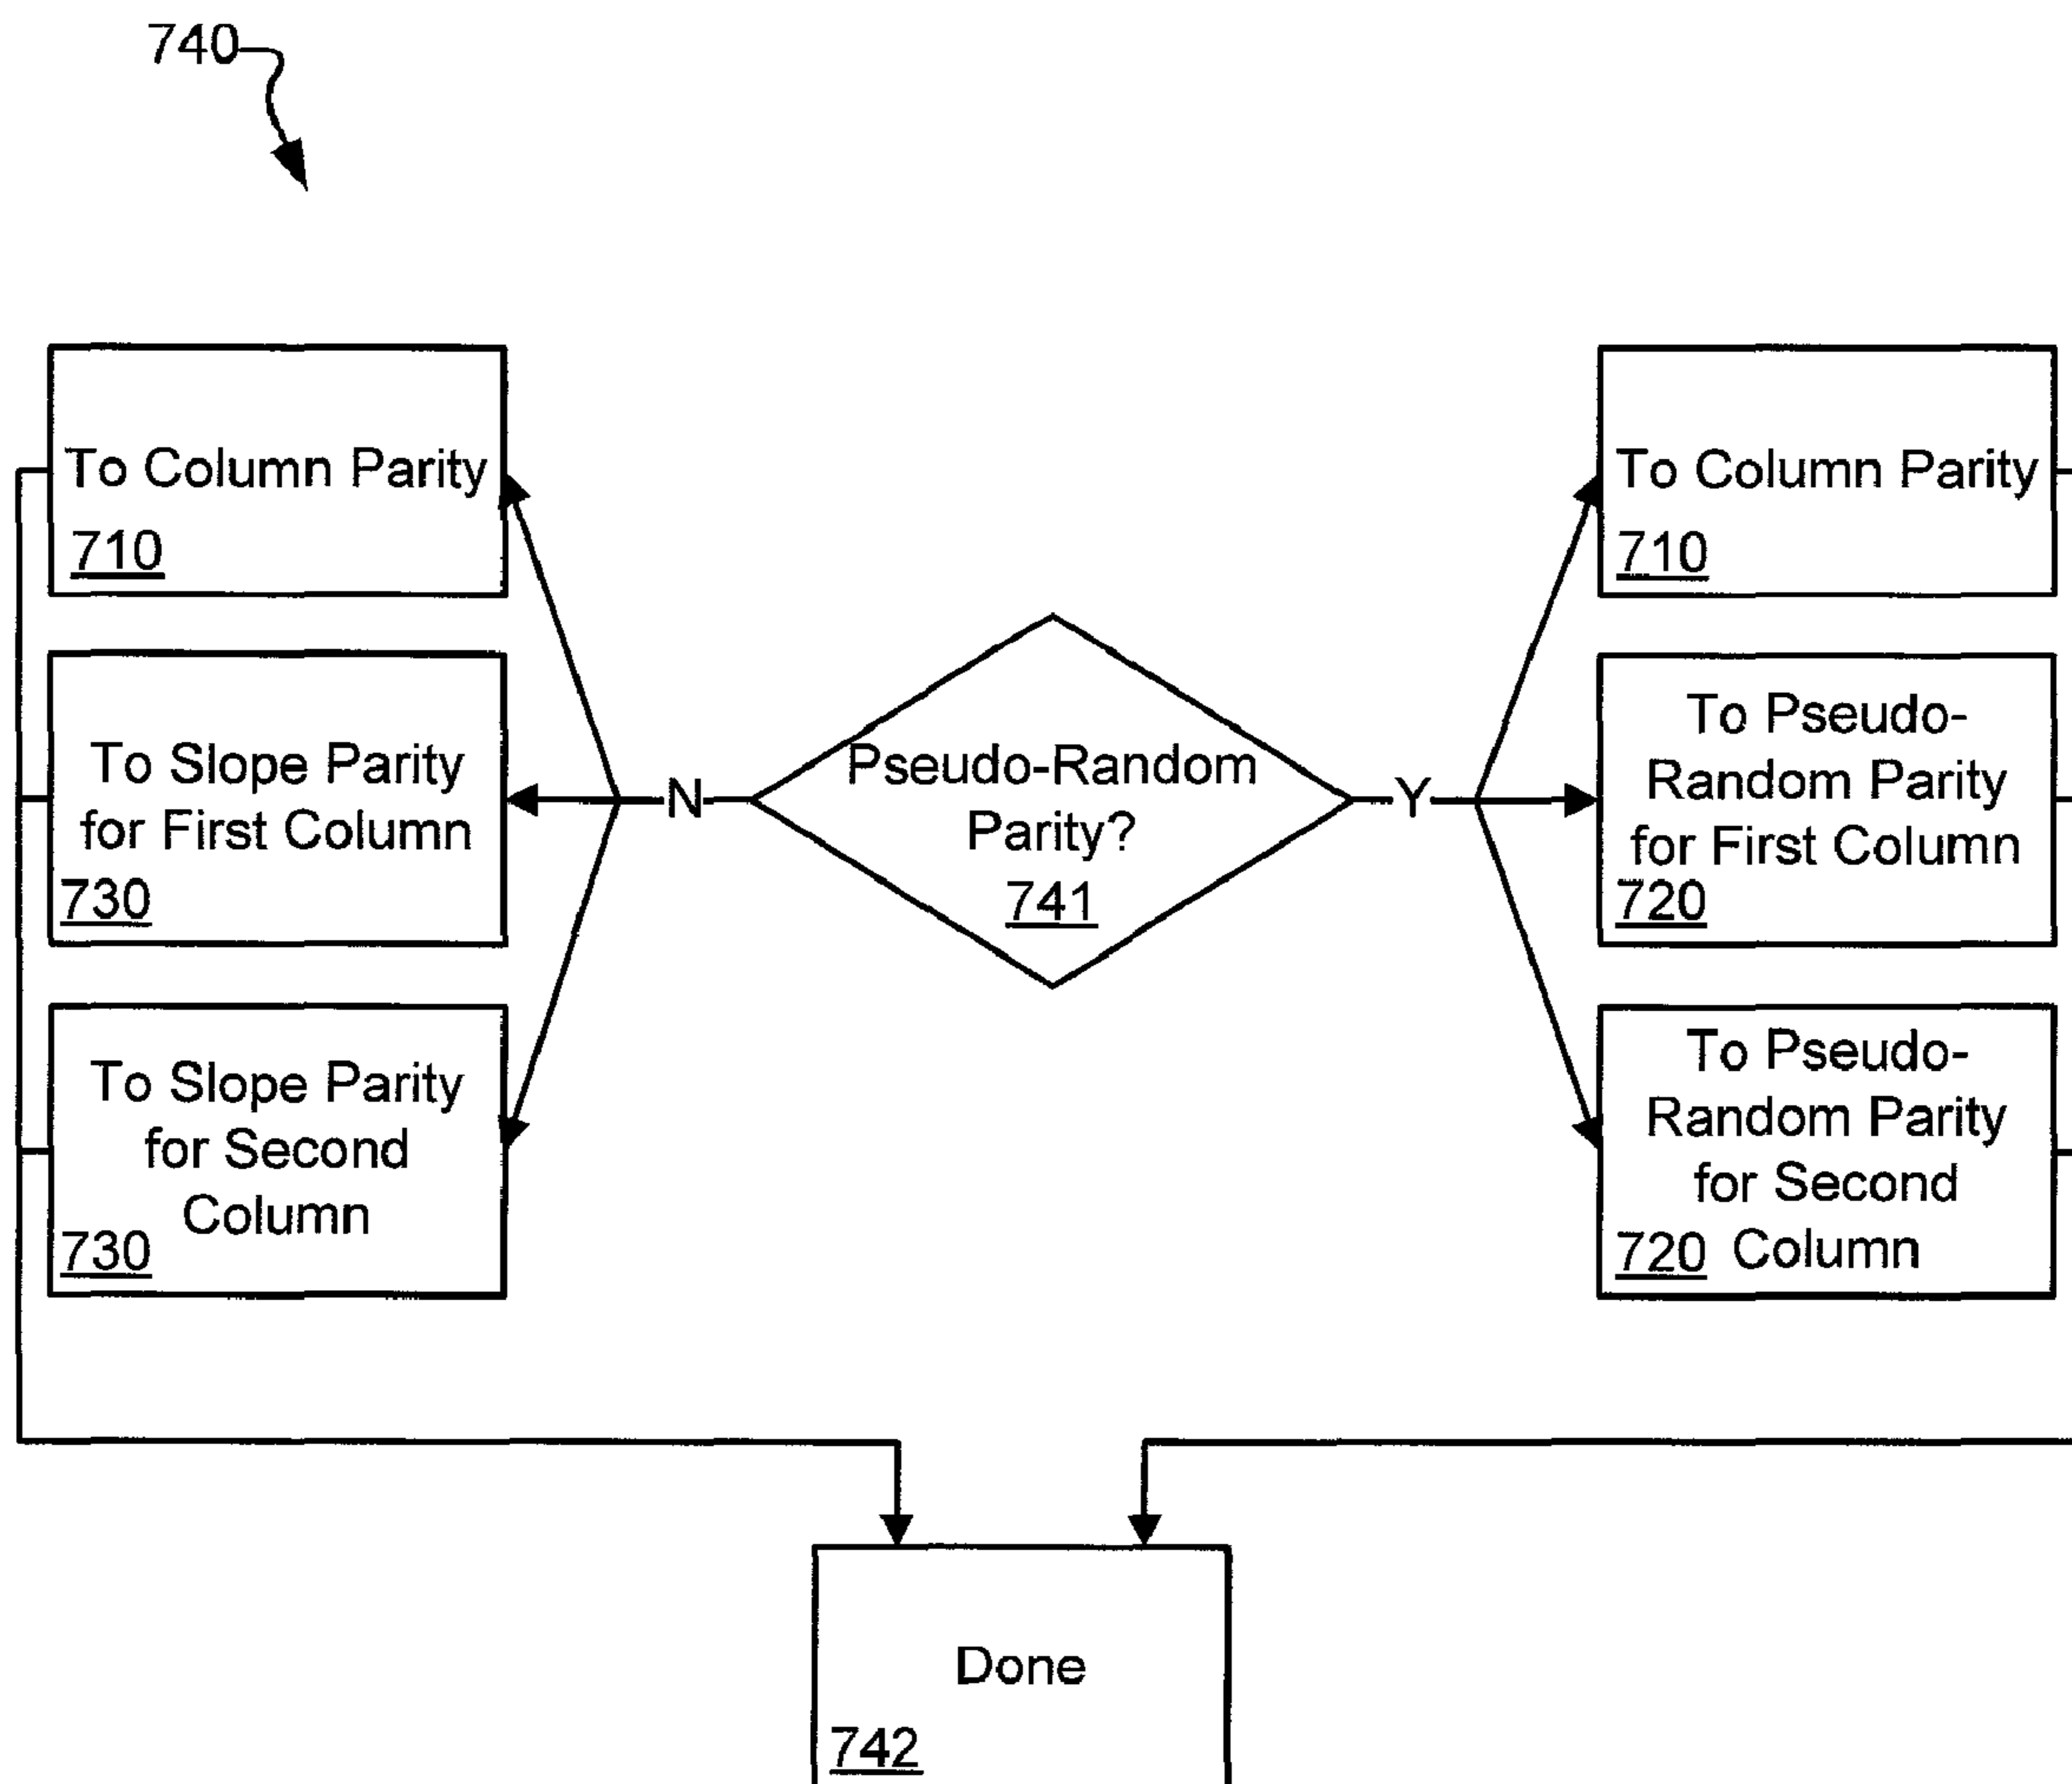 740
To Column Parity
710
To Slope Parity
for First Column
730
To Slope Parity
for Second
Column
730
N
Pseudo-Random
Parity?
741
Y
To Column Parity
710
To Pseudo-
Random Parity
for First Column
720
To Pseudo-
Random Parity
for Second
720 Column
Done
742